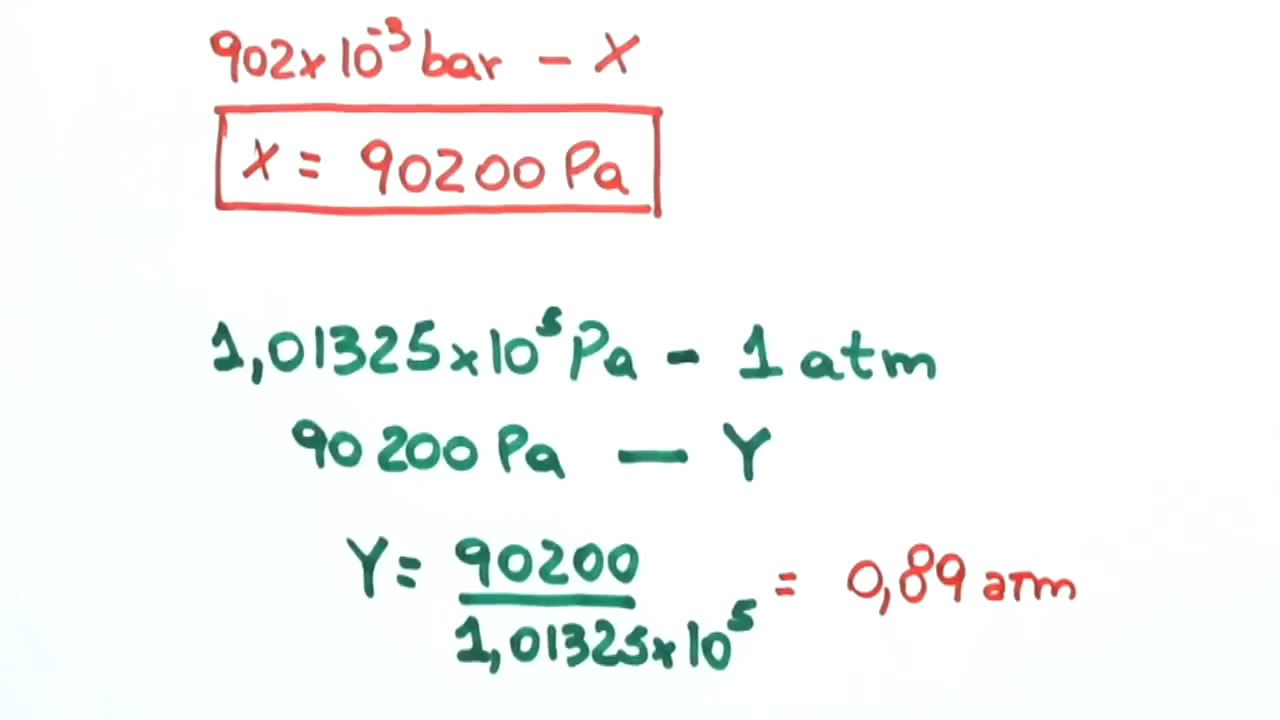 902x10⁻³ bar - X
X = 90200 Pa
1,01325x10⁵ Pa - 1 atm
90 200 Pa — Y
Y = 90200 / 1,01325x10⁵ = 0,89 atm